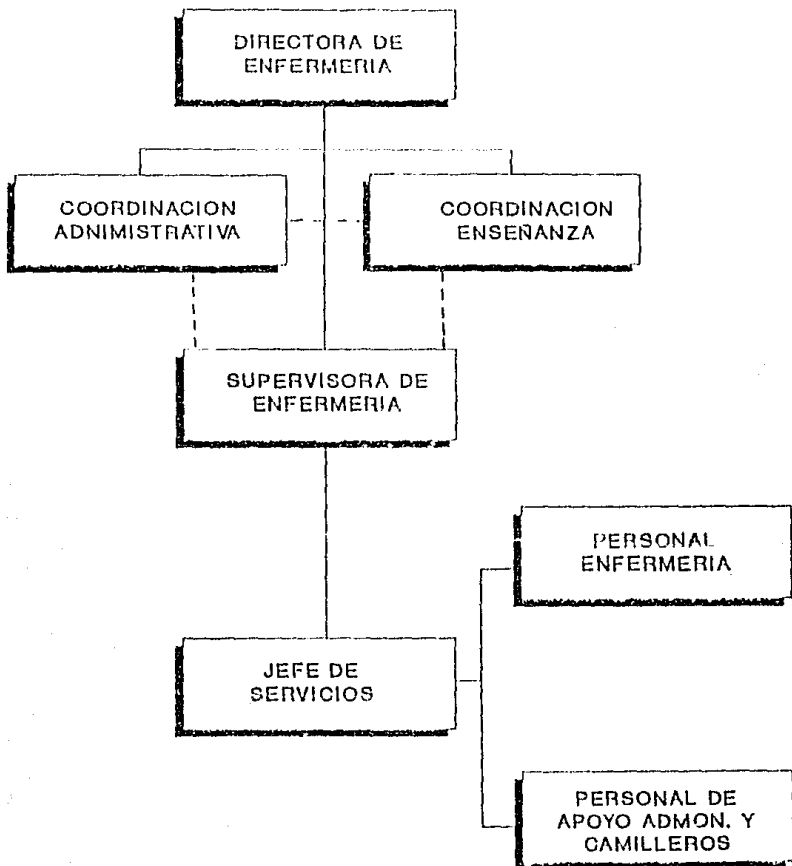 DIRECTORA DE
ENFERMERIA
COORDINACION
ADNIMISTRATIVA
COORDINACION
ENSEÑANZA
SUPERVISORA DE
ENFERMERIA
PERSONAL
ENFERMERIA
JEFE DE
SERVICIOS
PERSONAL DE
APOYO ADMON. Y
CAMILLEROS